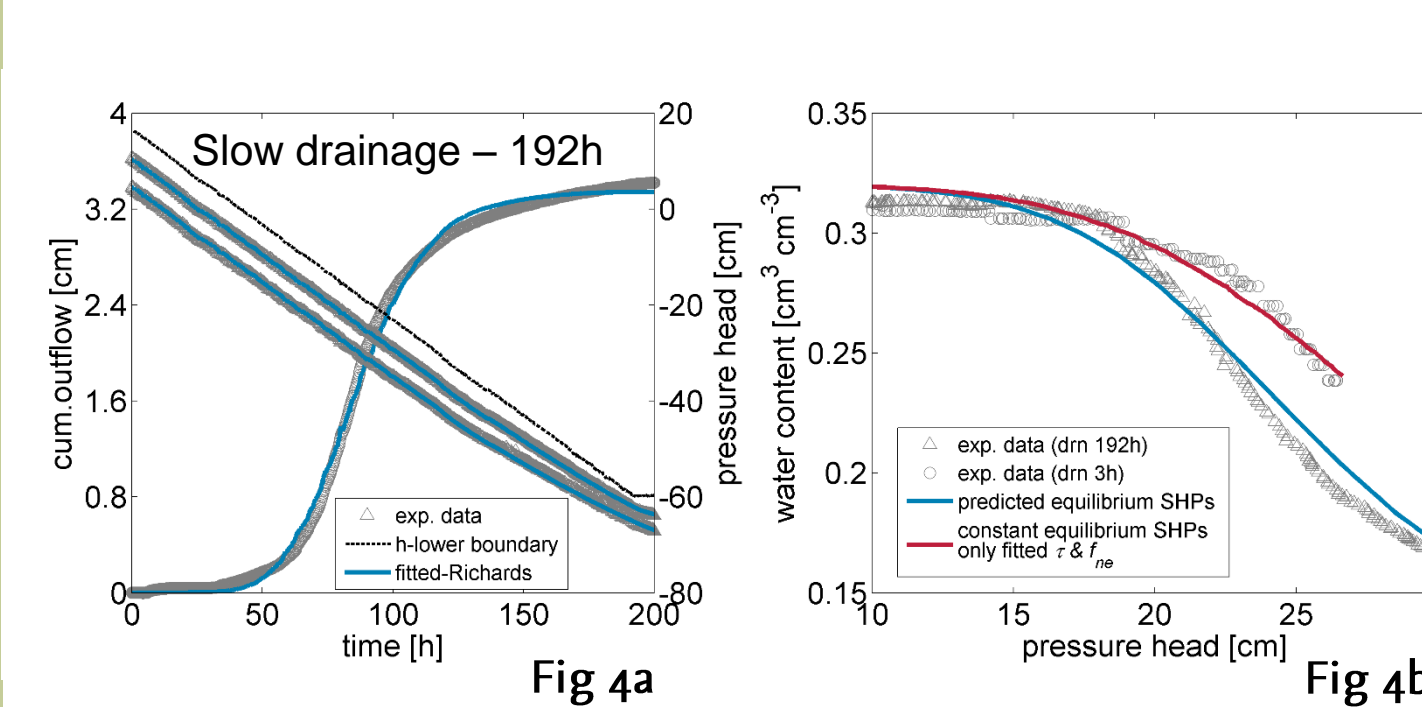 Slow drainage – 192h
4
3.2
2.4
1.6
0.8
0
cum.outflow [cm]
20
0
-20
-40
-60
-80
pressure head [cm]
exp. data
h-lower boundary
fitted-Richards
0
50
100
150
200
time [h]
Fig 4a
0.35
0.3
0.25
0.2
0.15
water content [cm³ cm⁻³]
exp. data (drn 192h)
exp. data (drn 3h)
predicted equilibrium SHPs
constant equilibrium SHPs
only fitted τ & fₙₑ
10
15
20
25
pressure head [cm]
Fig 4b